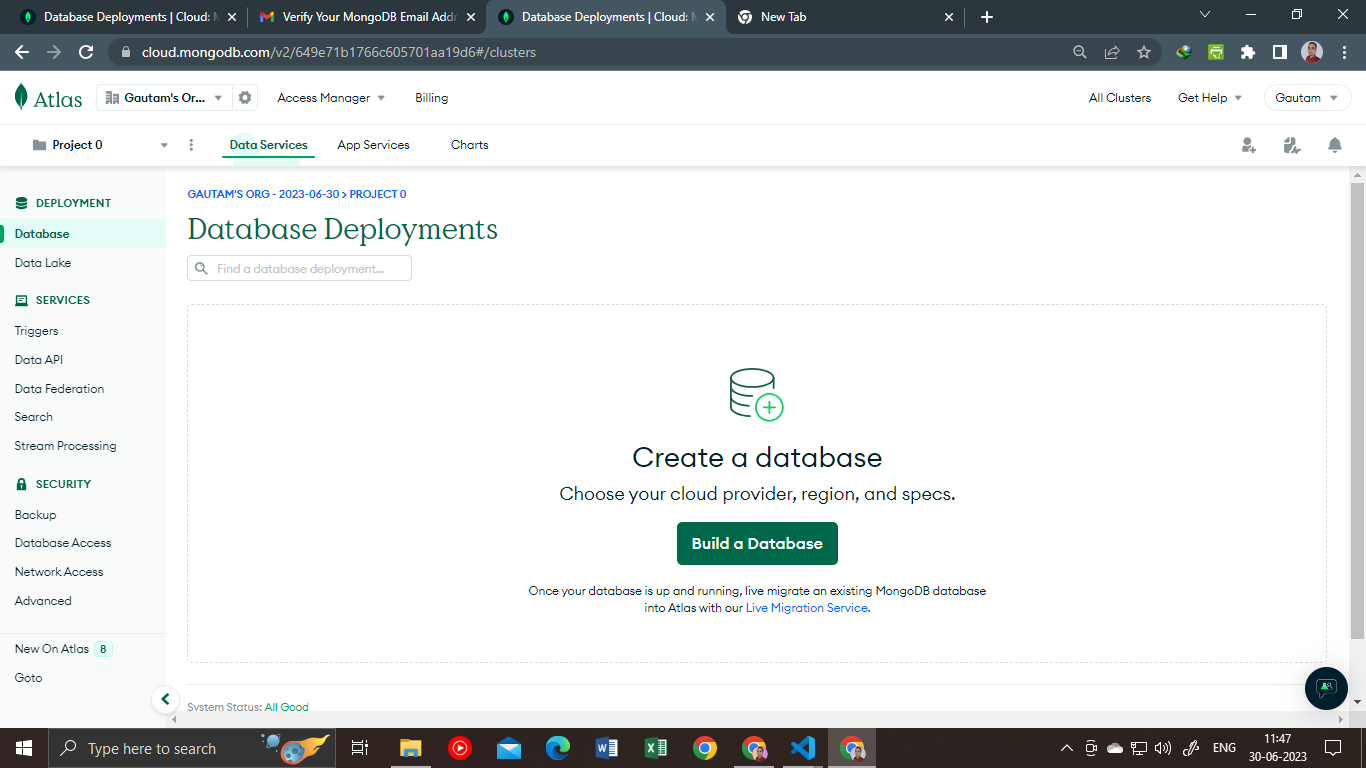 Database Deployments | Cloud: M
Verify Your MongoDB Email Addr
Database Deployments | Cloud: M
New Tab
cloud.mongodb.com/v2/649e71b1766c605701aa19d6#/clusters
Atlas
Gautam's Or...
Access Manager
Billing
All Clusters
Get Help
Gautam
Project 0
Data Services
App Services
Charts
DEPLOYMENT
Database
Data Lake
SERVICES
Triggers
Data API
Data Federation
Search
Stream Processing
SECURITY
Backup
Database Access
Network Access
Advanced
New On Atlas 8
Goto
GAUTAM'S ORG - 2023-06-30 > PROJECT 0
Database Deployments
Find a database deployment...
Create a database
Choose your cloud provider, region, and specs.
Build a Database
Once your database is up and running, live migrate an existing MongoDB database
into Atlas with our Live Migration Service.
System Status: All Good
Type here to search
ENG
11:47
30-06-2023